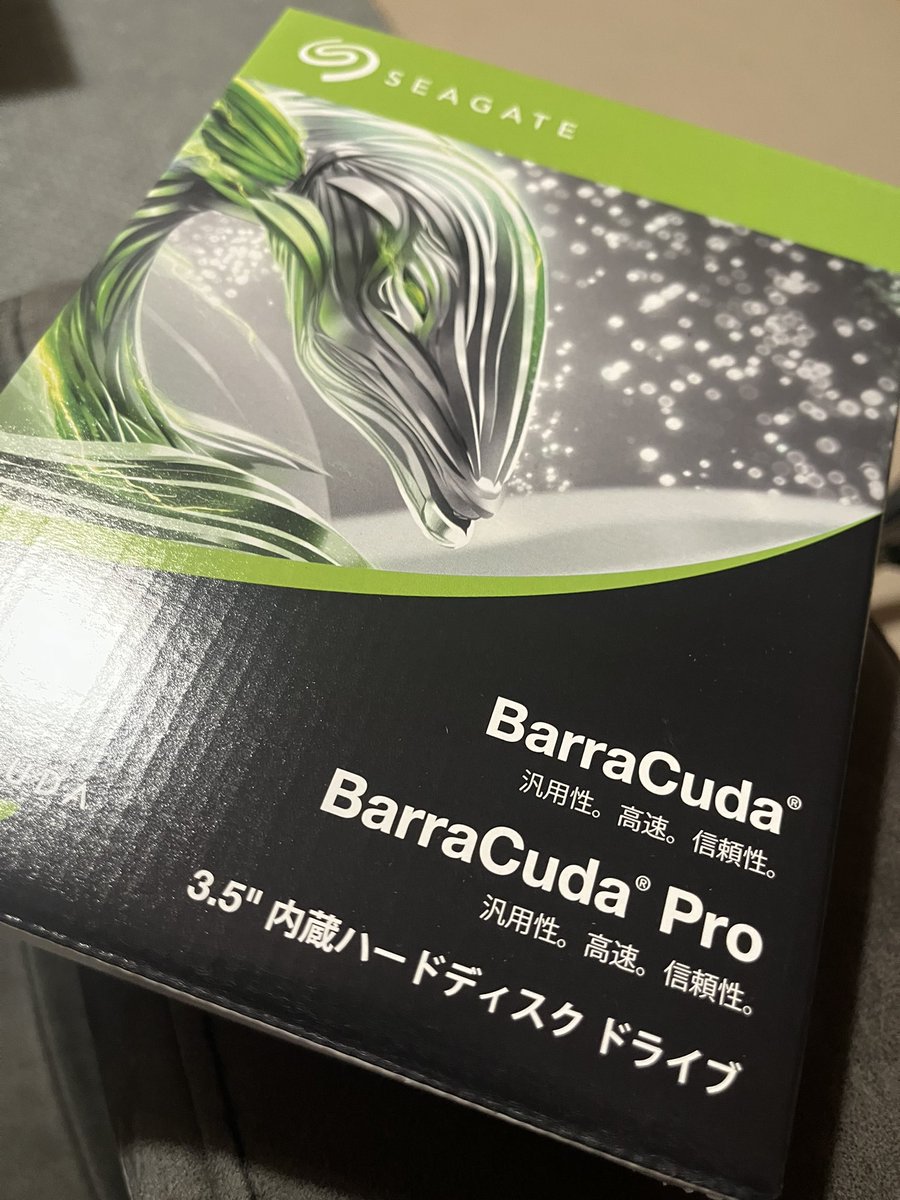 SEAGATE
BarraCuda®
汎用性。高速。信頼性。
BarraCuda® Pro
汎用性。高速。信頼性。
3.5" 内蔵ハードディスク ドライブ
UDA